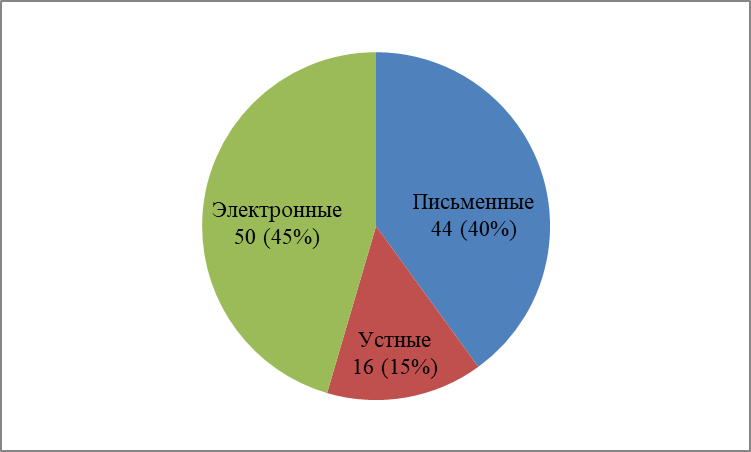 Письменные
44 (40%)
Устные
16 (15%)
Электронные
50 (45%)